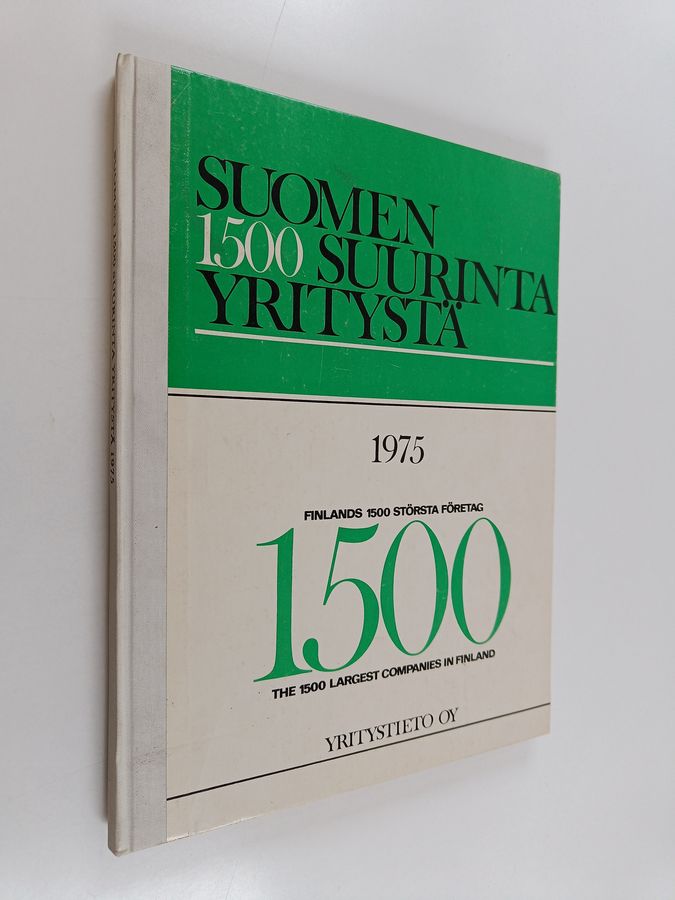 SUOMEN
1500 SUURINTA
YRITYSTÄ
1975
FINLANDS 1500 STÖRSTA FÖRETAG
1500
THE 1500 LARGEST COMPANIES IN FINLAND
YRITYSTIETO OY
SUOMEN 1500 SUURINTA YRITYSTÄ 1975